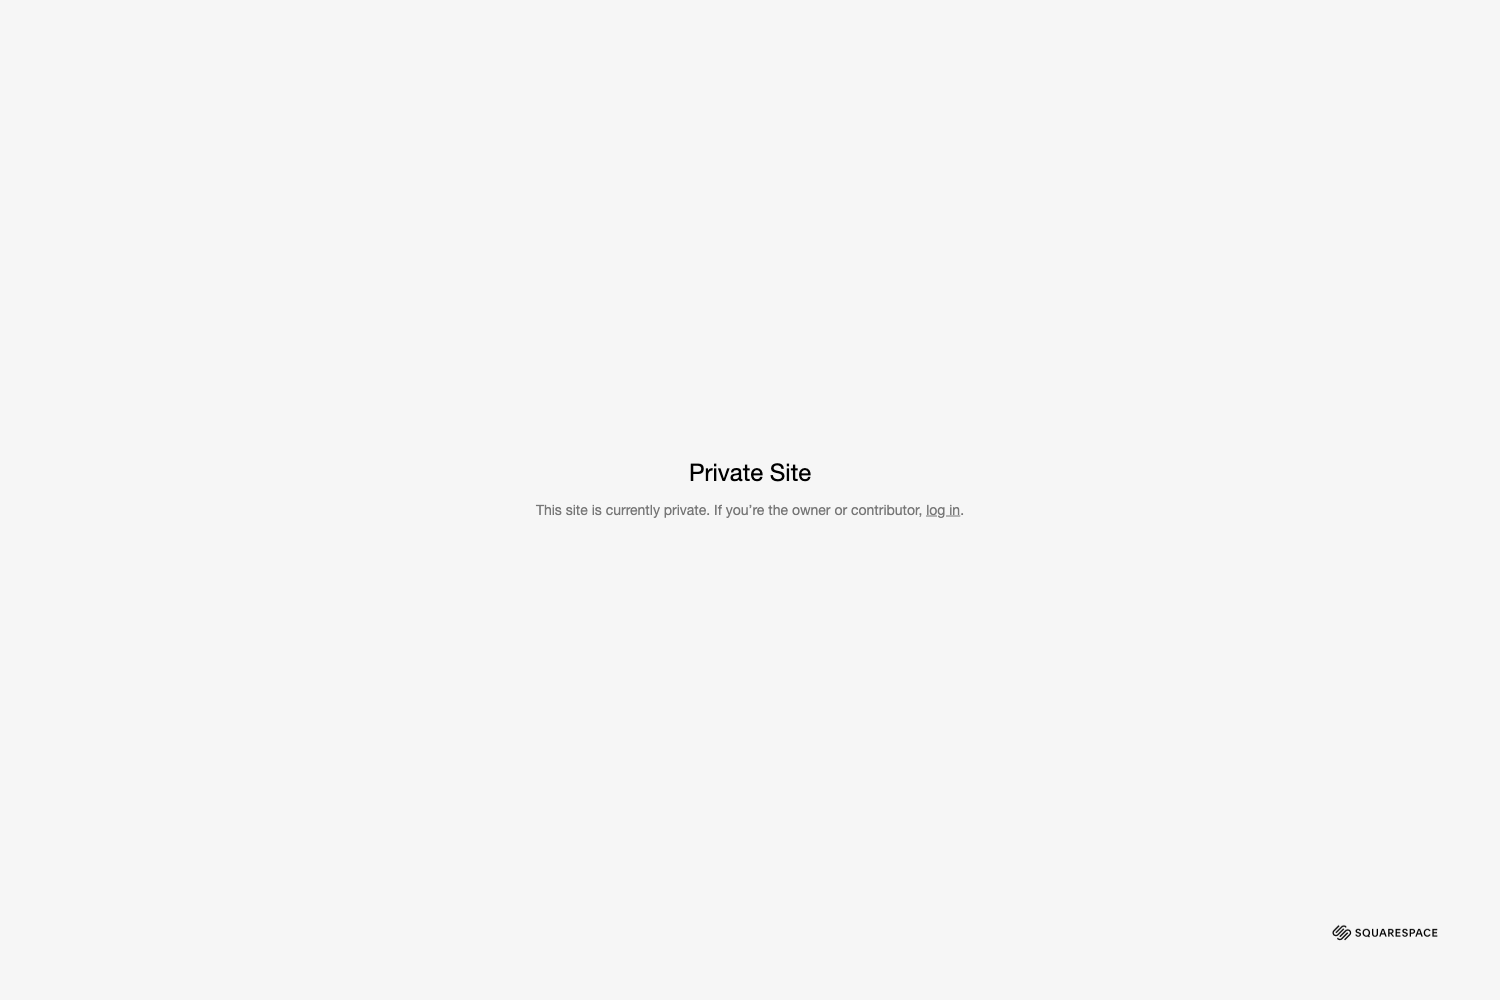 Private Site
This site is currently private. If you’re the owner or contributor, log in.
SQUARESPACE